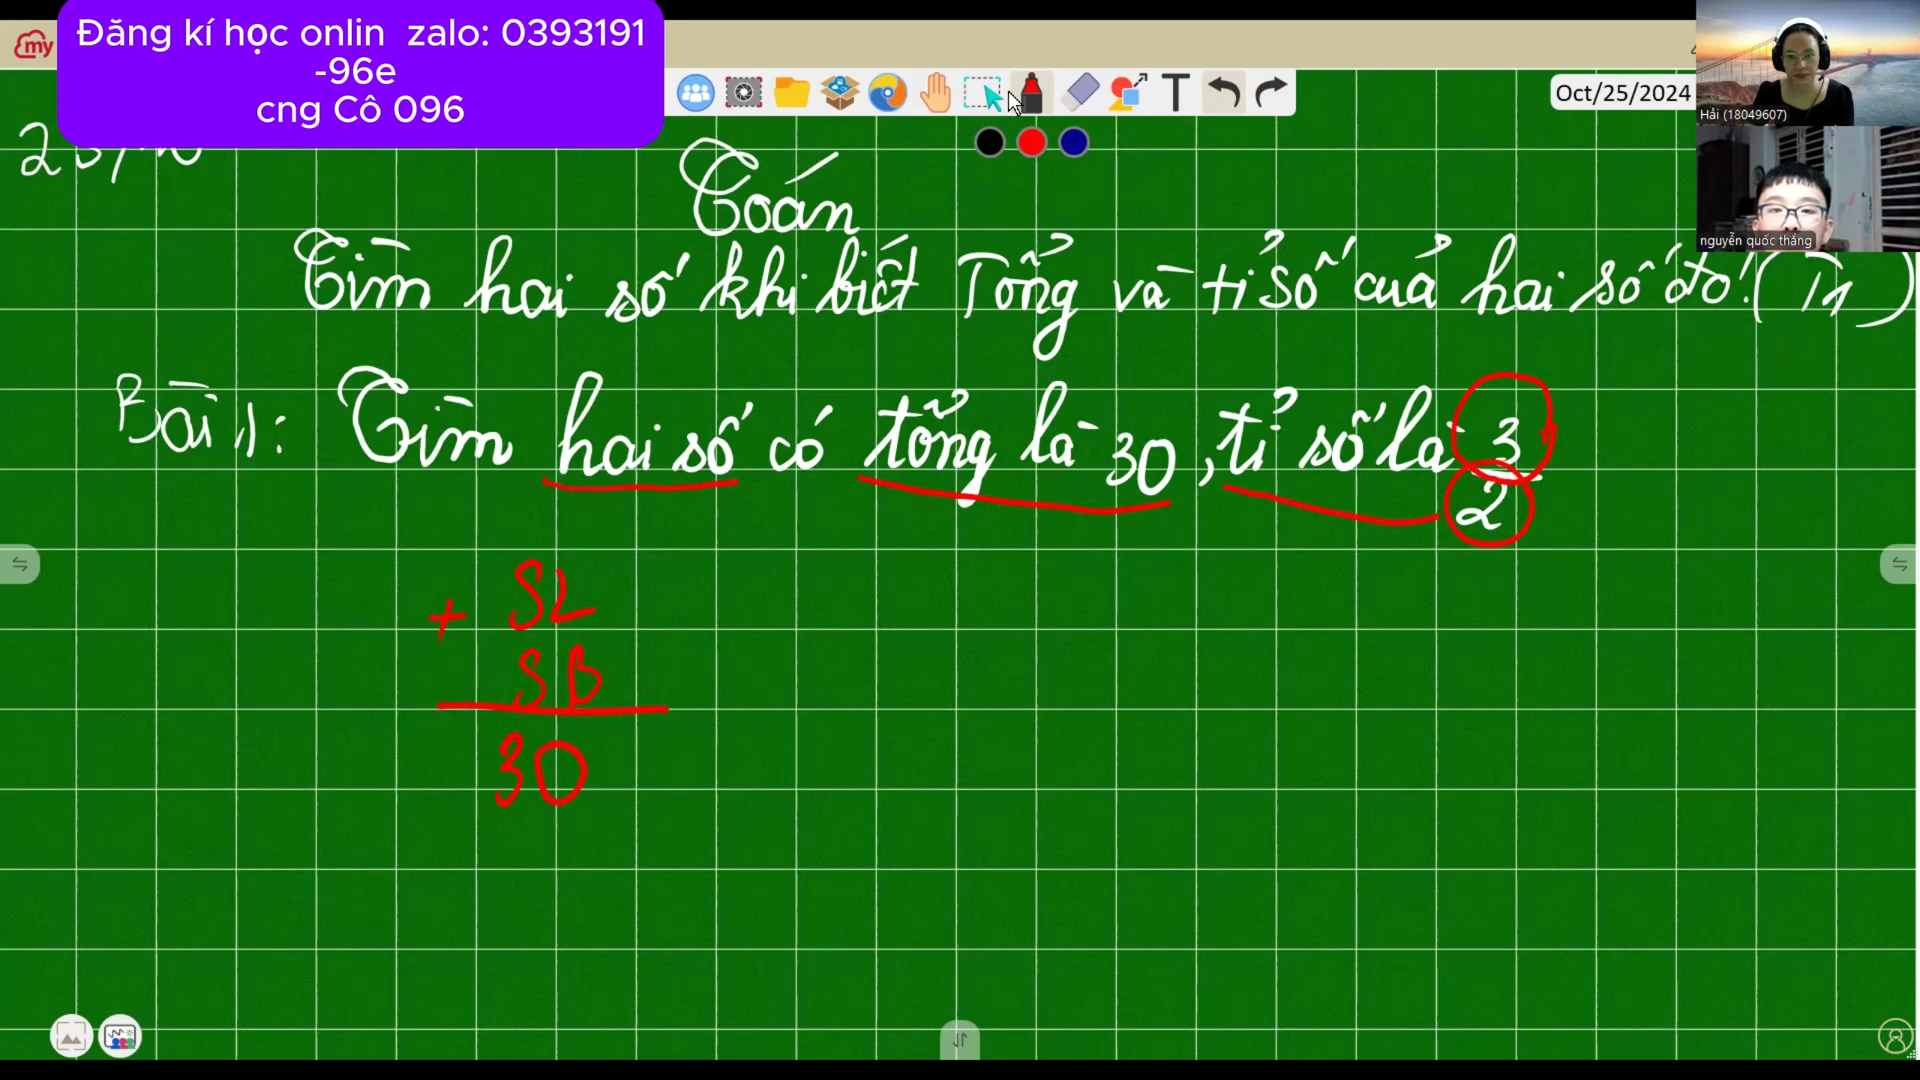 my
Đăng kí học onlin zalo: 0393191
-96e
cng Cô 096
T
Oct/25/2024
Hải (18049607)
nguyễn quốc thắng
Toán
Tìm hai số khi biết Tổng và tỉ số của hai số đó! (T1)
Bài 1: Tìm hai số có tổng là 30, tỉ số là 3
2
+ SL
SB
30